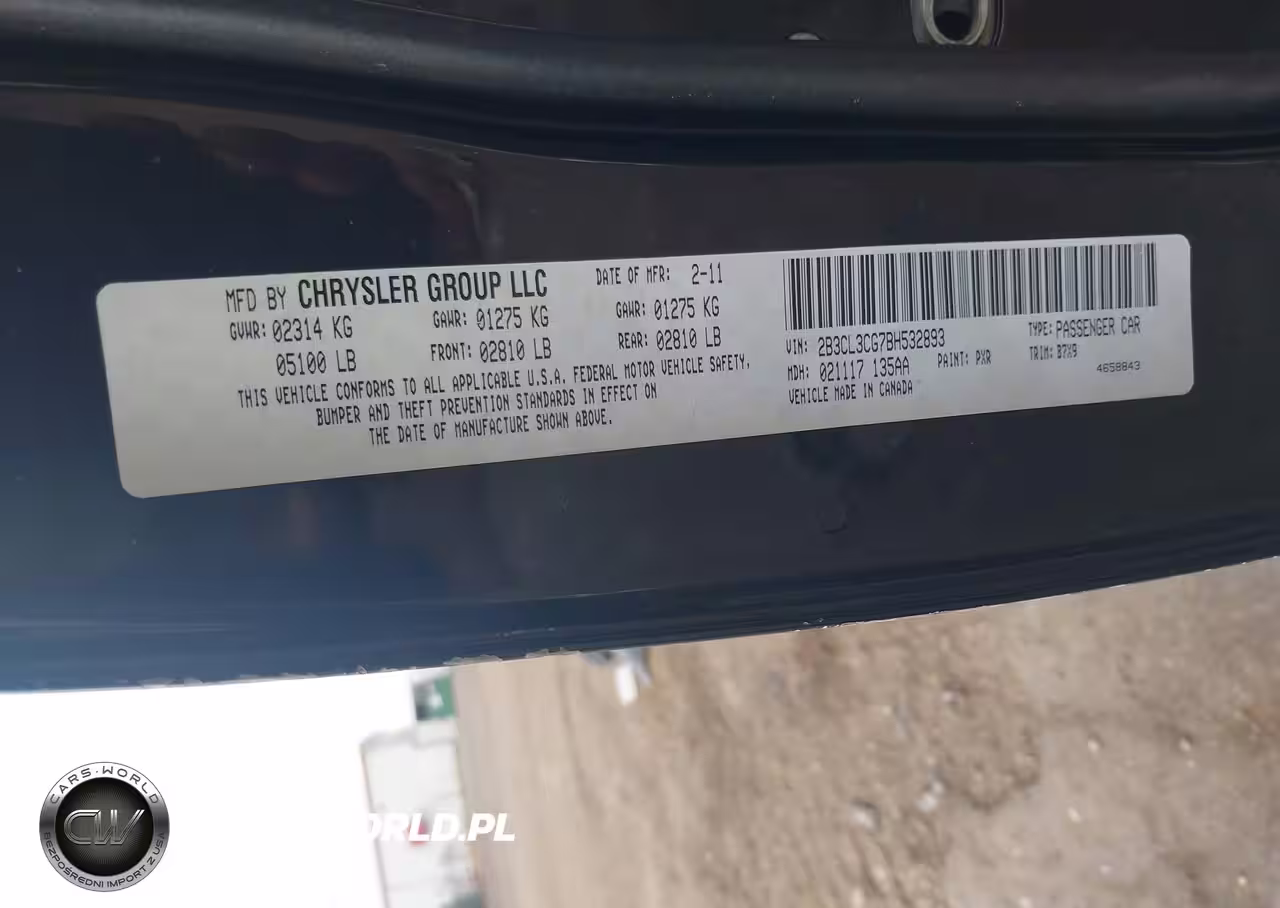 MFD BY CHRYSLER GROUP LLC
DATE OF MFR: 2-11
GVWR: 02314 KG
GAWR: 01275 KG
GAWR: 01275 KG
05100 LB
FRONT: 02810 LB
REAR: 02810 LB
THIS VEHICLE CONFORMS TO ALL APPLICABLE U.S.A. FEDERAL MOTOR VEHICLE SAFETY,
BUMPER AND THEFT PREVENTION STANDARDS IN EFFECT ON
THE DATE OF MANUFACTURE SHOWN ABOVE.
VIN: 2B3CL3CG7BH532893
TYPE: PASSENGER CAR
MDH: 021117 135AA
PAINT: PXR
TRIM: B7X9
VEHICLE MADE IN CANADA
4658843
CARS·WORLD
CW
BEZPOŚREDNI IMPORT Z USA
ORLD.PL